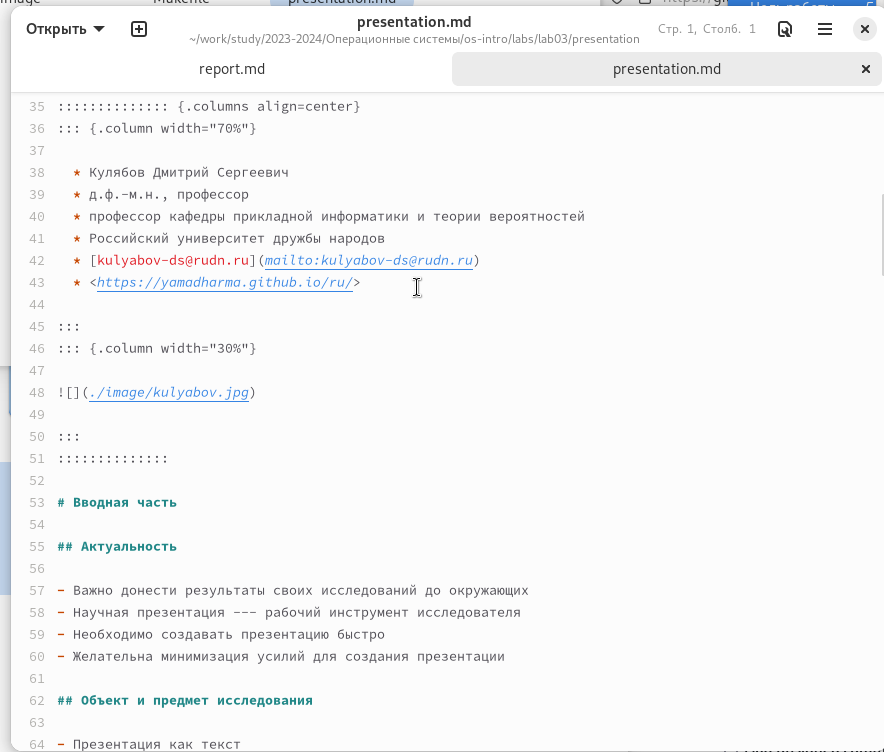 presentation.md
Открыть
presentation.md
~/work/study/2023-2024/Операционные системы/os-intro/labs/lab03/presentation
Стр. 1, Столб. 1
report.md
presentation.md
35 :::::::::::::: {.columns align=center}
36 ::: {.column width="70%"}
37
38 * Кулябов Дмитрий Сергеевич
39 * д.ф.-м.н., профессор
40 * профессор кафедры прикладной информатики и теории вероятностей
41 * Российский университет дружбы народов
42 * [kulyabov-ds@rudn.ru](mailto:kulyabov-ds@rudn.ru)
43 * <https://yamadharma.github.io/ru/>
44
45 :::
46 ::: {.column width="30%"}
47
48 ![](./image/kulyabov.jpg)
49
50 :::
51 ::::::::::::::
52
53 # Вводная часть
54
55 ## Актуальность
56
57 - Важно донести результаты своих исследований до окружающих
58 - Научная презентация --- рабочий инструмент исследователя
59 - Необходимо создавать презентацию быстро
60 - Желательна минимизация усилий для создания презентации
61
62 ## Объект и предмет исследования
63
64 - Презентация как текст